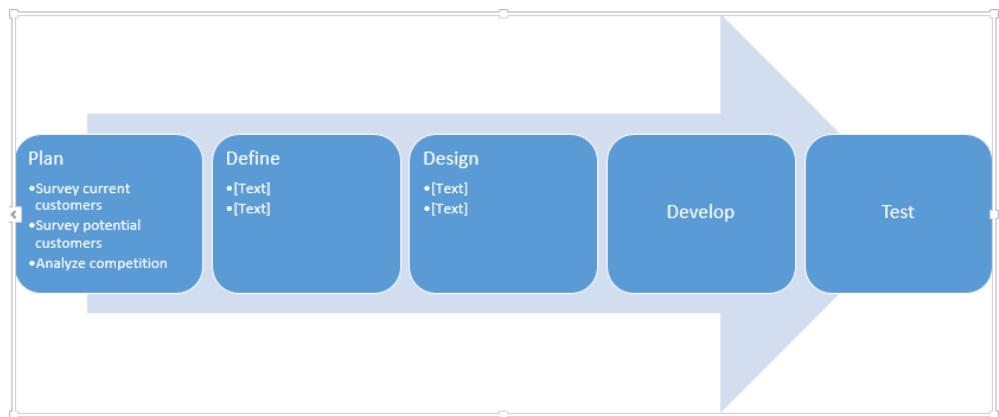 Plan
•Survey current
customers
•Survey potential
customers
•Analyze competition
Define
•[Text]
•[Text]
Design
•[Text]
•[Text]
Develop
Test